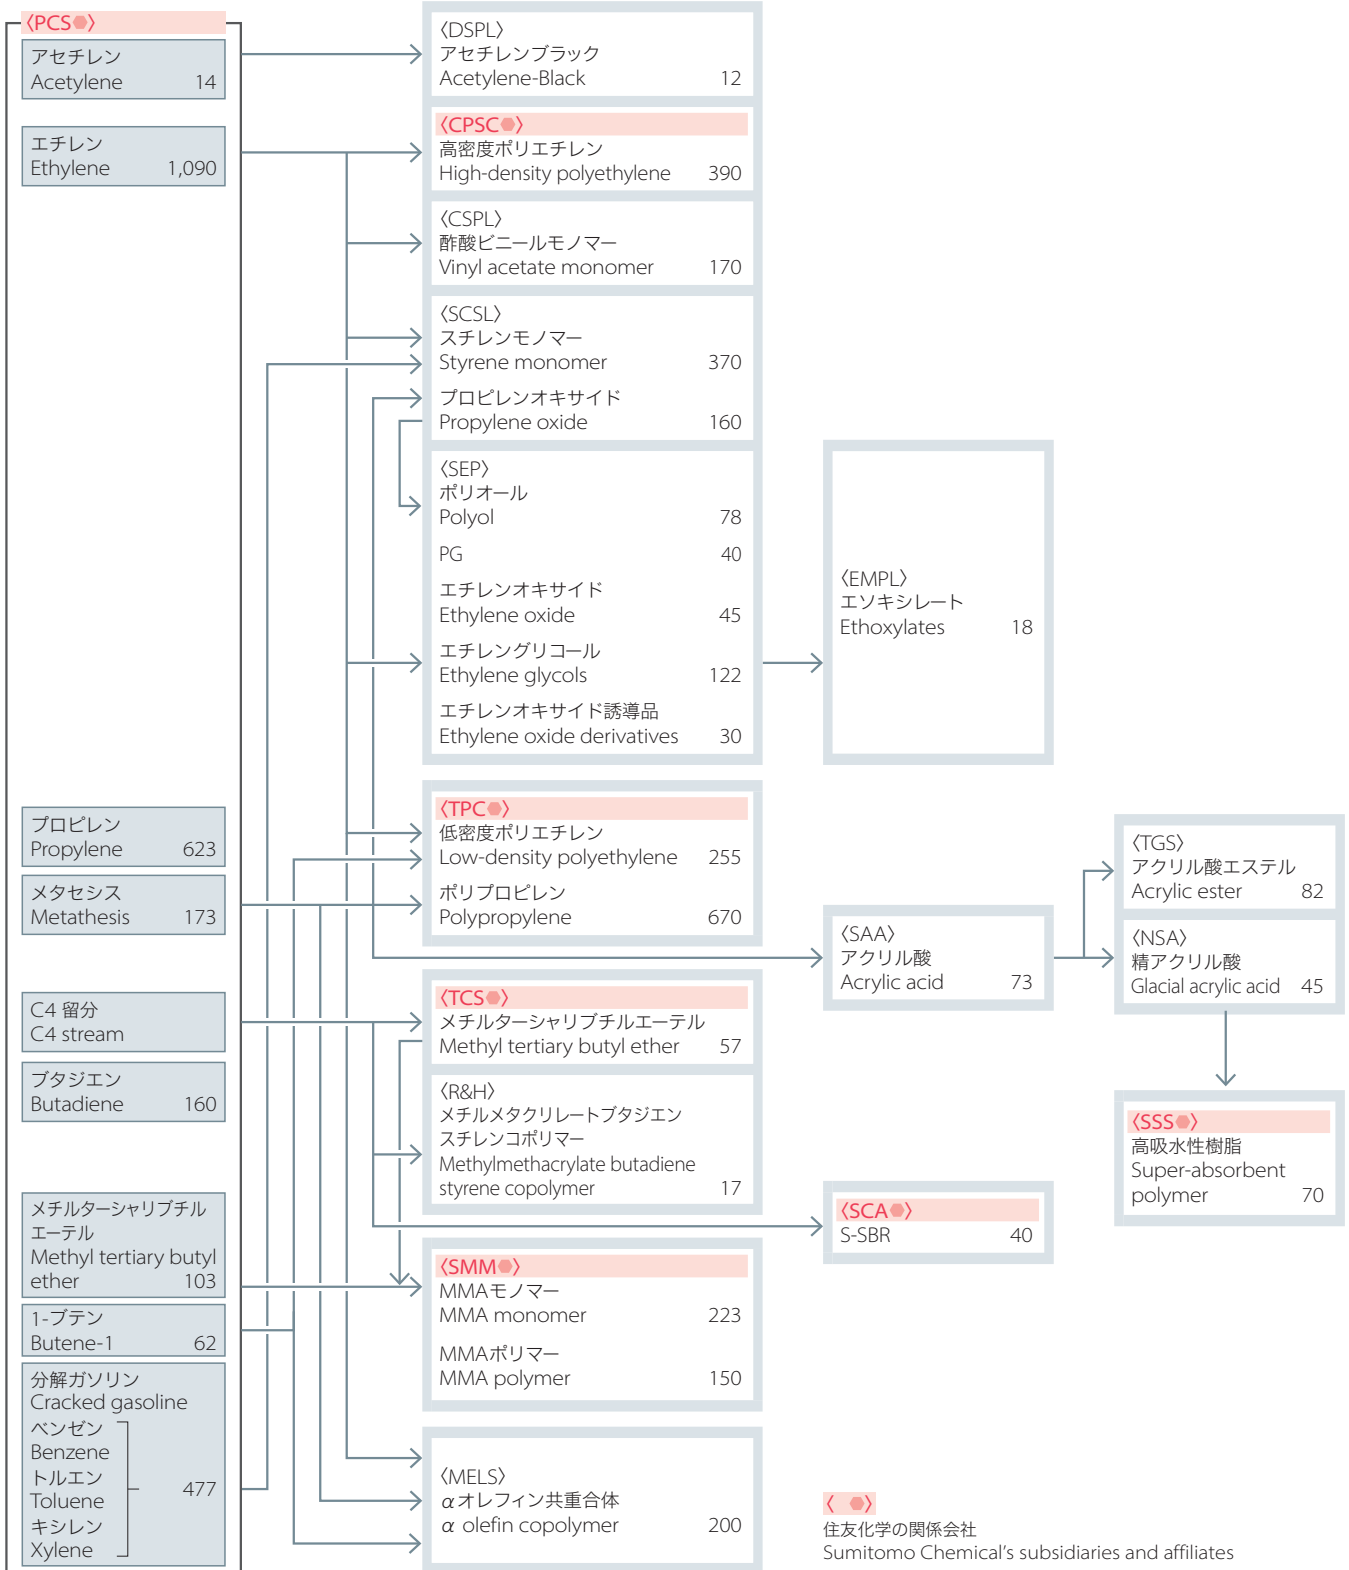 〈PCS〉
アセチレン
Acetylene 14
エチレン
Ethylene 1,090
プロピレン
Propylene 623
メタセシス
Metathesis 173
C4 留分
C4 stream
ブタジエン
Butadiene 160
メチルターシャリブチル
エーテル
Methyl tertiary butyl
ether 103
1-ブテン
Butene-1 62
分解ガソリン
Cracked gasoline
ベンゼン
Benzene
トルエン
Toluene
477
キシレン
Xylene
〈DSPL〉
アセチレンブラック
Acetylene-Black 12
〈CPSC〉
高密度ポリエチレン
High-density polyethylene 390
〈CSPL〉
酢酸ビニールモノマー
Vinyl acetate monomer 170
〈SCSL〉
スチレンモノマー
Styrene monomer 370
プロピレンオキサイド
Propylene oxide 160
〈SEP〉
ポリオール
Polyol 78
PG 40
エチレンオキサイド
Ethylene oxide 45
エチレングリコール
Ethylene glycols 122
エチレンオキサイド誘導品
Ethylene oxide derivatives 30
〈EMPL〉
エソキシレート
Ethoxylates 18
〈TPC〉
低密度ポリエチレン
Low-density polyethylene 255
ポリプロピレン
Polypropylene 670
〈SAA〉
アクリル酸
Acrylic acid 73
〈TGS〉
アクリル酸エステル
Acrylic ester 82
〈NSA〉
精アクリル酸
Glacial acrylic acid 45
〈SSS〉
高吸水性樹脂
Super-absorbent
polymer 70
〈TCS〉
メチルターシャリブチルエーテル
Methyl tertiary butyl ether 57
〈R&H〉
メチルメタクリレートブタジエン
スチレンコポリマー
Methylmethacrylate butadiene
styrene copolymer 17
〈SCA〉
S-SBR 40
〈SMM〉
MMAモノマー
MMA monomer 223
MMAポリマー
MMA polymer 150
〈MELS〉
αオレフィン共重合体
α olefin copolymer 200
〈 〉
住友化学の関係会社
Sumitomo Chemical's subsidiaries and affiliates